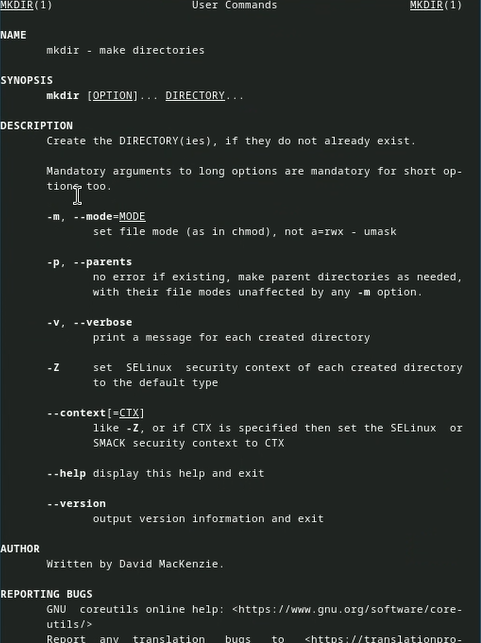 MKDIR(1) User Commands MKDIR(1)
NAME
mkdir - make directories
SYNOPSIS
mkdir [OPTION]... DIRECTORY...
DESCRIPTION
Create the DIRECTORY(ies), if they do not already exist.
Mandatory arguments to long options are mandatory for short op-
tions too.
-m, --mode=MODE
set file mode (as in chmod), not a=rwx - umask
-p, --parents
no error if existing, make parent directories as needed,
with their file modes unaffected by any -m option.
-v, --verbose
print a message for each created directory
-Z set SELinux security context of each created directory
to the default type
--context[=CTX]
like -Z, or if CTX is specified then set the SELinux or
SMACK security context to CTX
--help display this help and exit
--version
output version information and exit
AUTHOR
Written by David MacKenzie.
REPORTING BUGS
GNU coreutils online help: <https://www.gnu.org/software/core-
utils/>
Report any translation bugs to <https://translationpro-